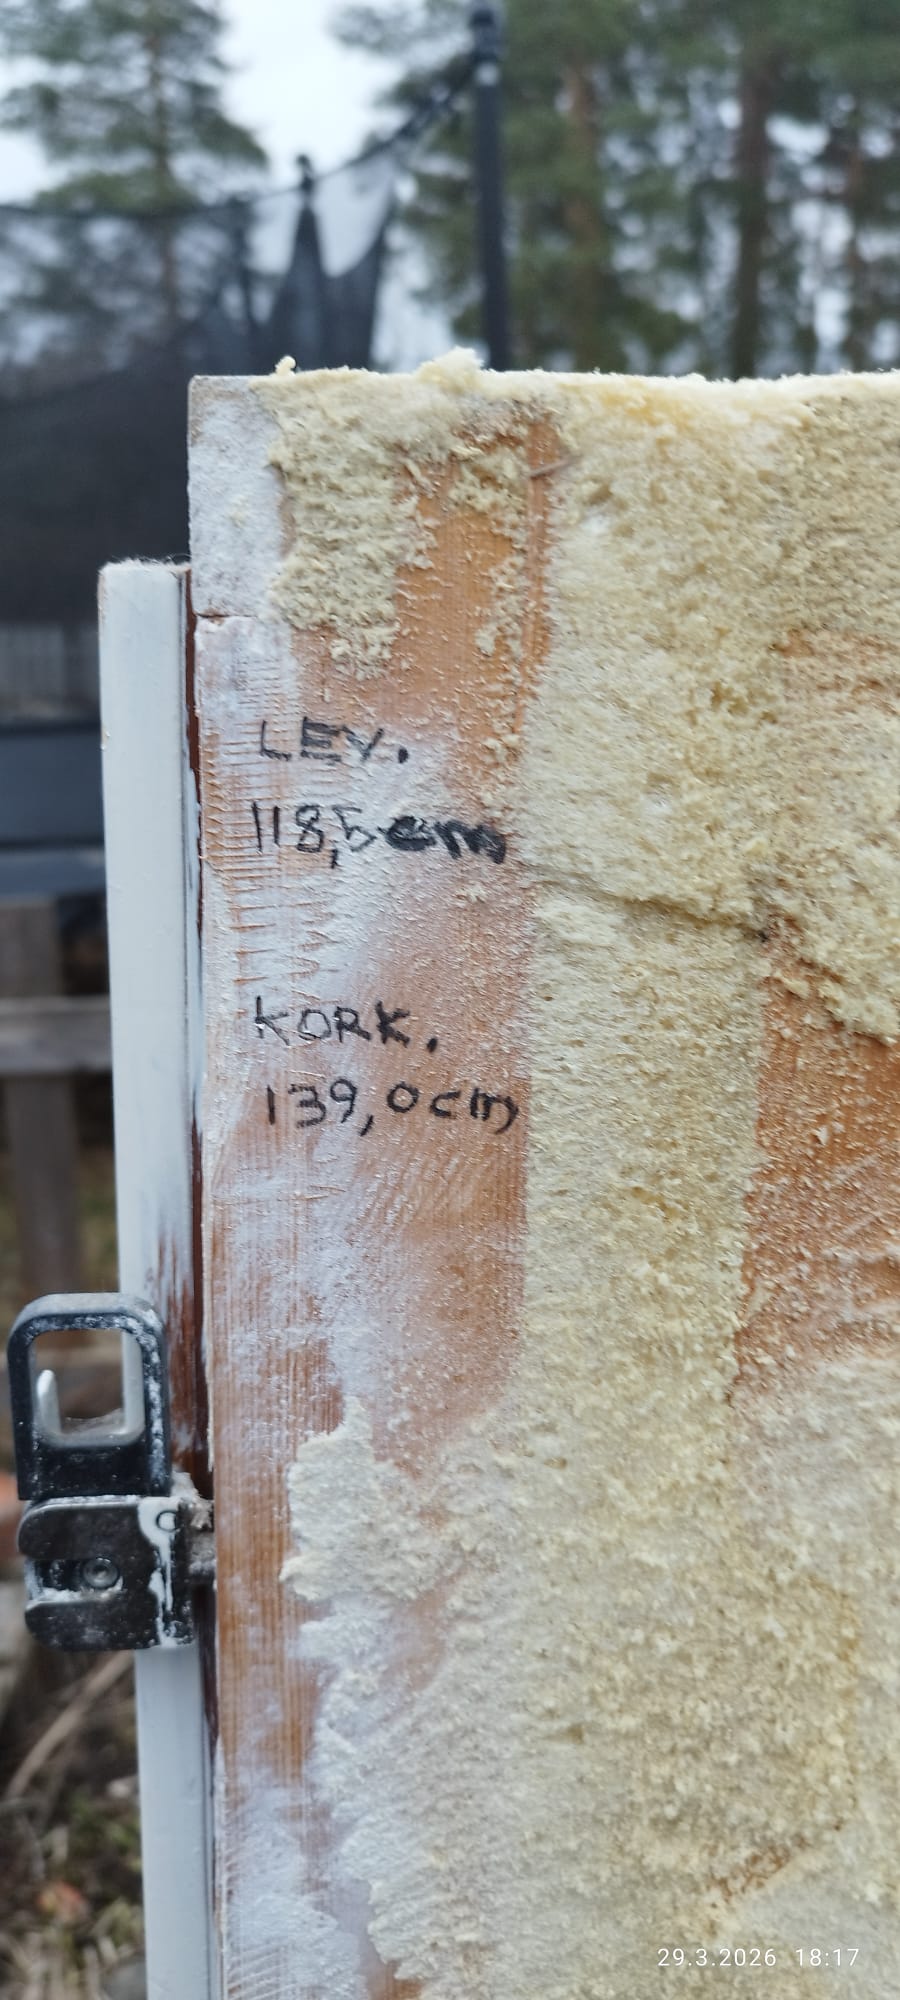 LEV.
118,5cm
KORK.
139,0cm
29.3.2026 18:17